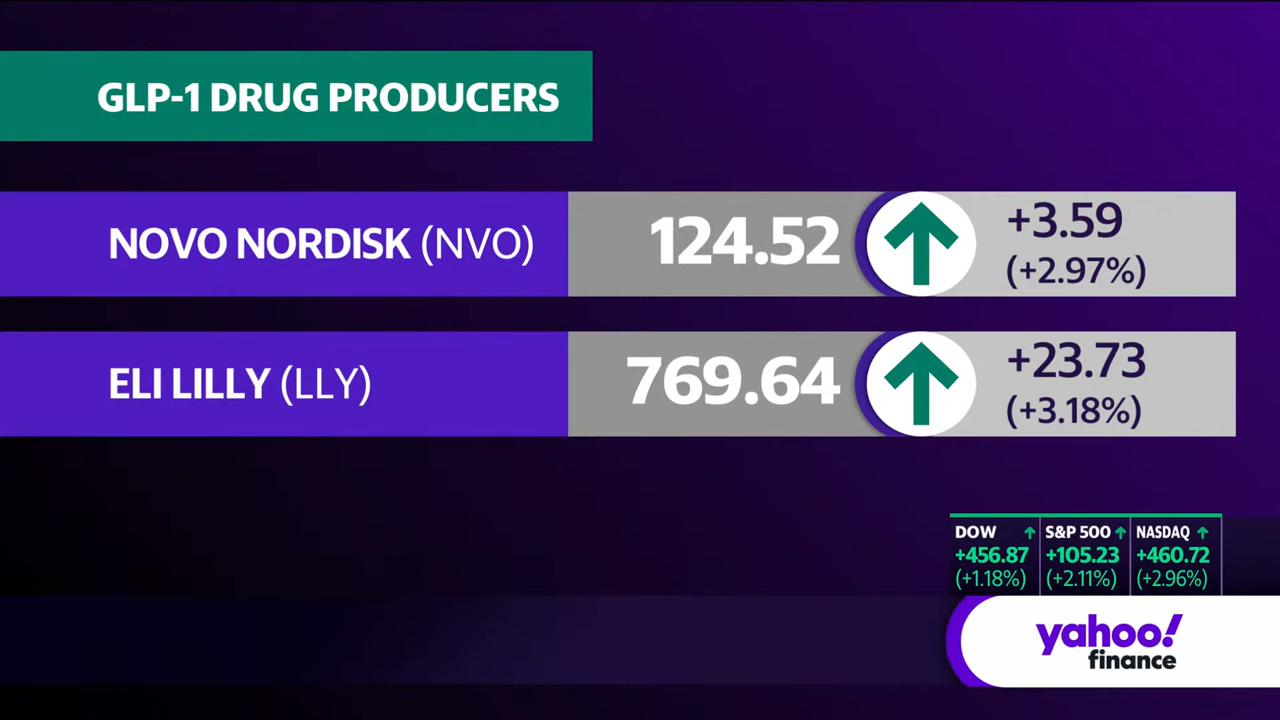 GLP-1 DRUG PRODUCERS
NOVO NORDISK (NVO)
124.52
+3.59
(+2.97%)
ELI LILLY (LLY)
769.64
+23.73
(+3.18%)
DOW
+456.87
(+1.18%)
S&P 500
+105.23
(+2.11%)
NASDAQ
+460.72
(+2.96%)
yahoo!
finance